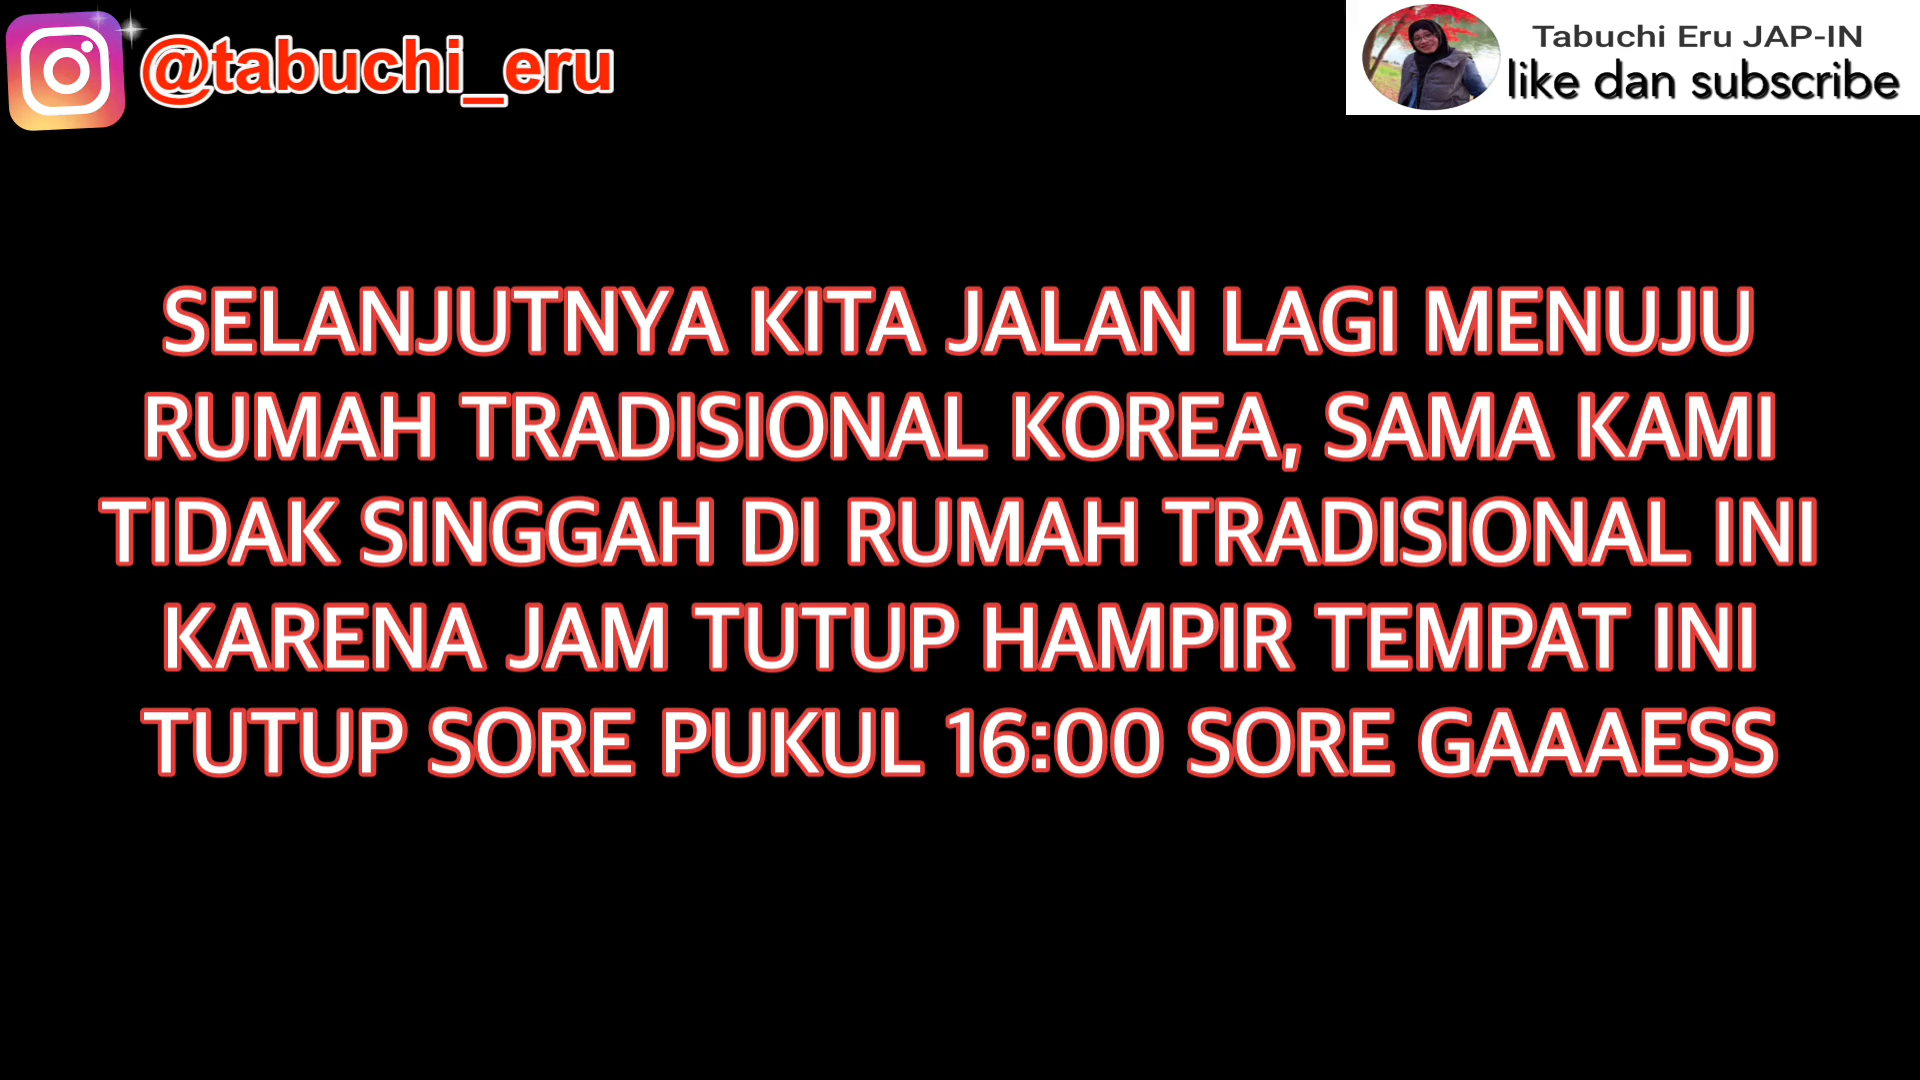 @tabuchi_eru
Tabuchi Eru JAP-IN
like dan subscribe
SELANJUTNYA KITA JALAN LAGI MENUJU
RUMAH TRADISIONAL KOREA, SAMA KAMI
TIDAK SINGGAH DI RUMAH TRADISIONAL INI
KARENA JAM TUTUP HAMPIR TEMPAT INI
TUTUP SORE PUKUL 16:00 SORE GAAAESS